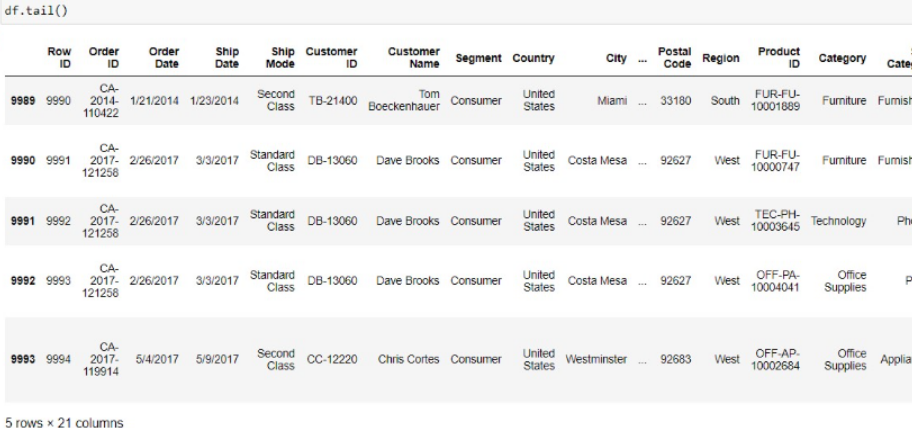 df.tail()
Row ID Order ID Order Date Ship Date Ship Mode Customer ID Customer Name Segment Country City ... Postal Code Region Product ID Category
9989 9990 CA-2014-110422 1/21/2014 1/23/2014 Second Class TB-21400 Tom Boeckenhauer Consumer United States Miami ... 33180 South FUR-FU-10001889 Furniture Furnish
9990 9991 CA-2017-121258 2/26/2017 3/3/2017 Standard Class DB-13060 Dave Brooks Consumer United States Costa Mesa ... 92627 West FUR-FU-10000747 Furniture Furnish
9991 9992 CA-2017-121258 2/26/2017 3/3/2017 Standard Class DB-13060 Dave Brooks Consumer United States Costa Mesa ... 92627 West TEC-PH-10003645 Technology Pho
9992 9993 CA-2017-121258 2/26/2017 3/3/2017 Standard Class DB-13060 Dave Brooks Consumer United States Costa Mesa ... 92627 West OFF-PA-10004041 Office Supplies P
9993 9994 CA-2017-119914 5/4/2017 5/9/2017 Second Class CC-12220 Chris Cortes Consumer United States Westminster ... 92683 West OFF-AP-10002684 Office Supplies Applia
5 rows × 21 columns